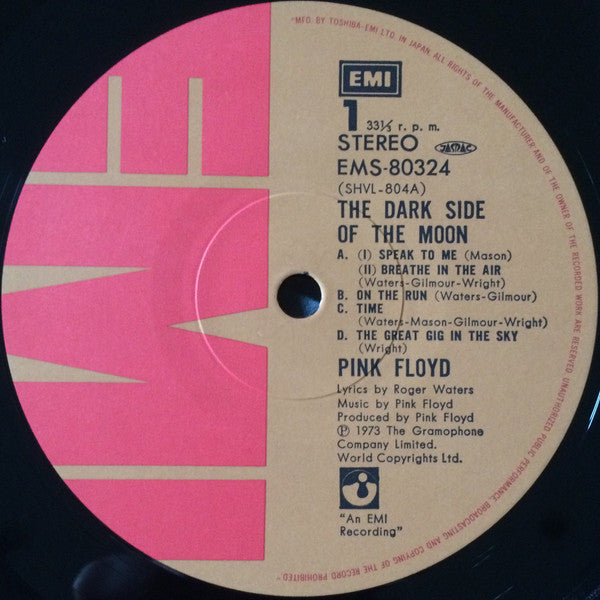 "MFG. BY TOSHIBA-EMI LTD. IN JAPAN. ALL RIGHTS OF THE MANUFACTURER AND OF THE OWNER OF THE RECORDED WORK ARE RESERVED. UNAUTHORIZED PUBLIC PERFORMANCE, BROADCASTING AND COPYING OF THE RECORD PROHIBITED"
EMI
EMI
1 33⅓ r. p. m.
STEREO JASRAC
EMS-80324
(SHVL-804A)
THE DARK SIDE
OF THE MOON
A. (I) SPEAK TO ME (Mason)
(II) BREATHE IN THE AIR
(Waters-Gilmour-Wright)
B. ON THE RUN (Waters-Gilmour)
C. TIME
(Waters-Mason-Gilmour-Wright)
D. THE GREAT GIG IN THE SKY
(Wright)
PINK FLOYD
Lyrics by Roger Waters
Music by Pink Floyd
Produced by Pink Floyd
℗ 1973 The Gramophone
Company Limited.
World Copyrights Ltd.
"An EMI
Recording"